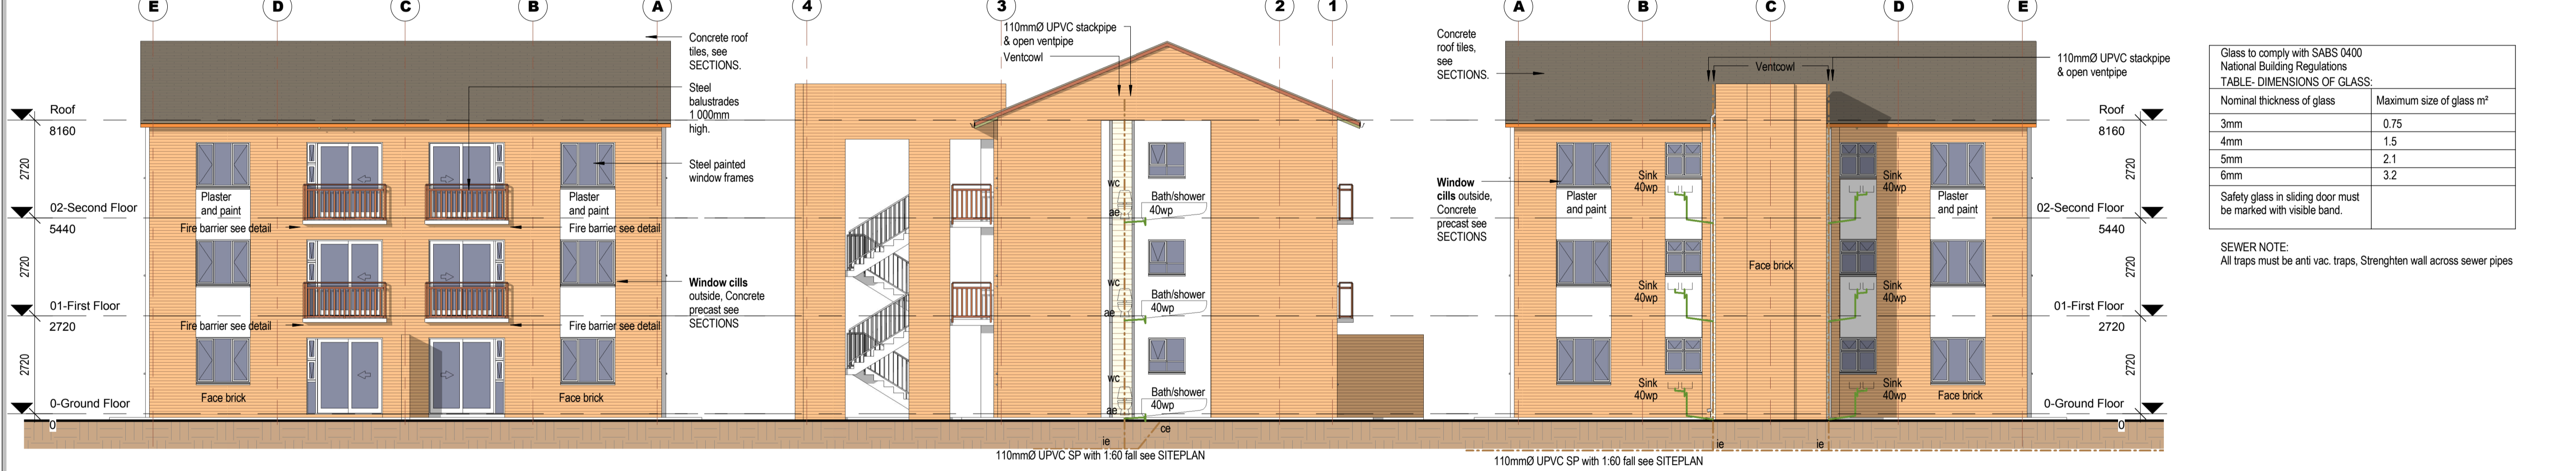 E
D
C
B
A
4
3
2
1
A
B
C
D
E
Roof
8160
2720
02-Second Floor
5440
2720
01-First Floor
2720
2720
0-Ground Floor
0
Plaster
and paint
Plaster
and paint
Fire barrier see detail
Fire barrier see detail
Fire barrier see detail
Fire barrier see detail
Face brick
Face brick
Concrete roof
tiles, see
SECTIONS.
Steel
balustrades
1 000mm
high.
Steel painted
window frames
Window cills
outside, Concrete
precast see
SECTIONS
110mmØ UPVC stackpipe
& open ventpipe
Ventcowl
wc
ae
Bath/shower
40wp
wc
ae
Bath/shower
40wp
wc
ae
Bath/shower
40wp
ie
ce
110mmØ UPVC SP with 1:60 fall see SITEPLAN
Concrete
roof tiles,
see
SECTIONS.
Window
cills outside,
Concrete
precast see
SECTIONS
Ventcowl
110mmØ UPVC stackpipe
& open ventpipe
Plaster
and paint
Plaster
and paint
Sink
40wp
Sink
40wp
Sink
40wp
Sink
40wp
Sink
40wp
Sink
40wp
Face brick
Face brick
ie
ie
110mmØ UPVC SP with 1:60 fall see SITEPLAN
Roof
8160
2720
02-Second Floor
5440
2720
01-First Floor
2720
2720
0-Ground Floor
0
Glass to comply with SABS 0400
National Building Regulations
TABLE- DIMENSIONS OF GLASS:
Nominal thickness of glass Maximum size of glass m²
3mm 0.75
4mm 1.5
5mm 2.1
6mm 3.2
Safety glass in sliding door must
be marked with visible band.
SEWER NOTE:
All traps must be anti vac. traps, Strenghten wall across sewer pipes